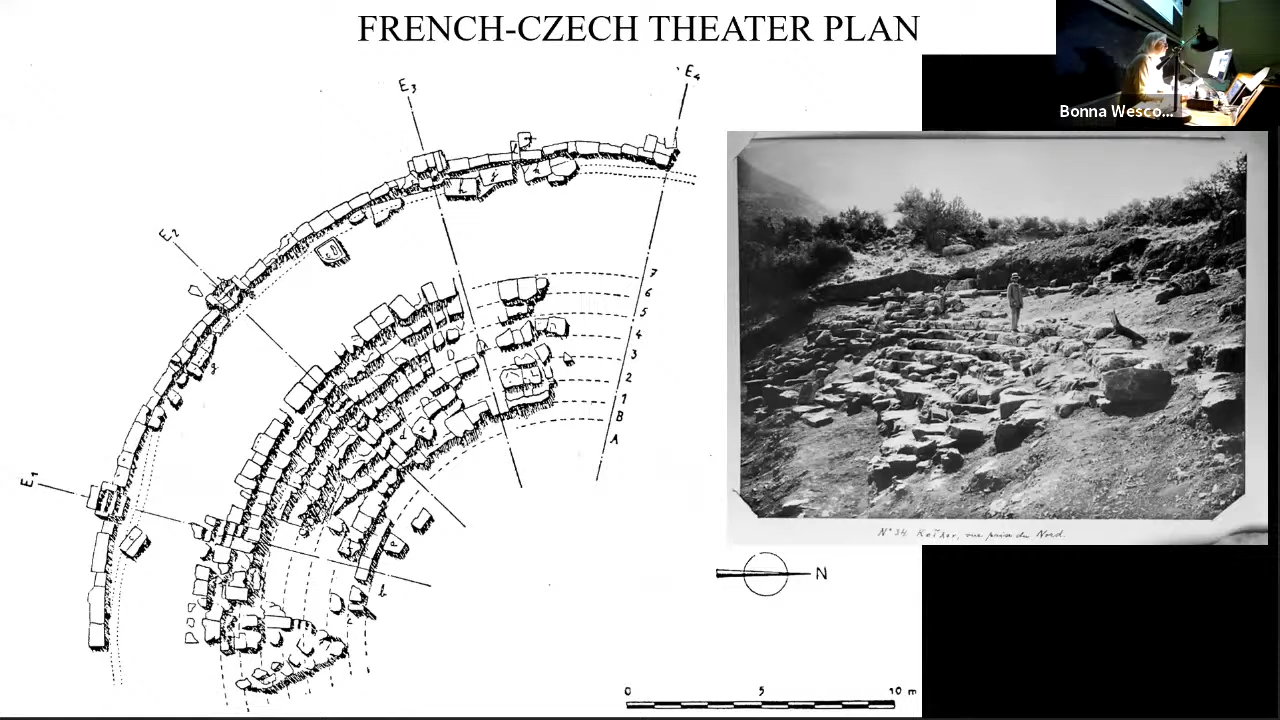 FRENCH-CZECH THEATER PLAN
Bonna Wesco...
E4
E3
E2
E1
7
6
5
4
3
2
1
B
A
N
0 5 10 m
N° 34. vue prise du Nord.